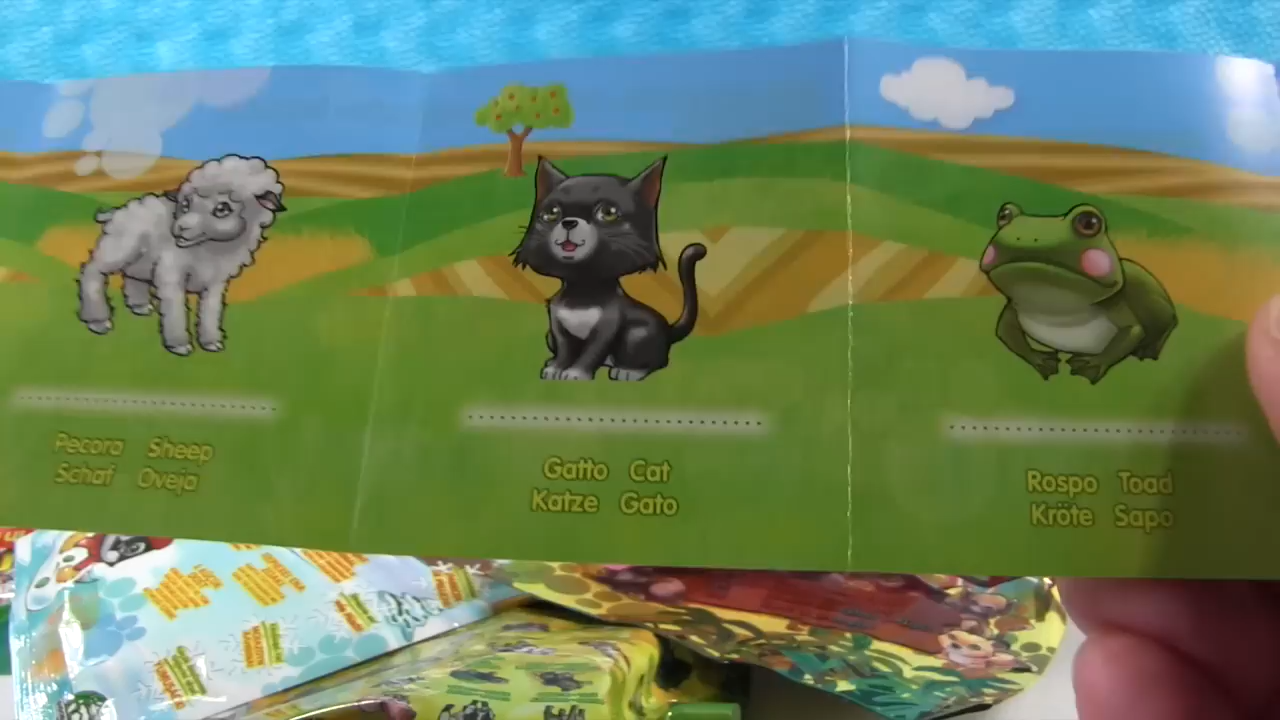 Pecora Sheep
Schaf Oveja
Gatto Cat
Katze Gato
Rospo Toad
Kröte Sapo